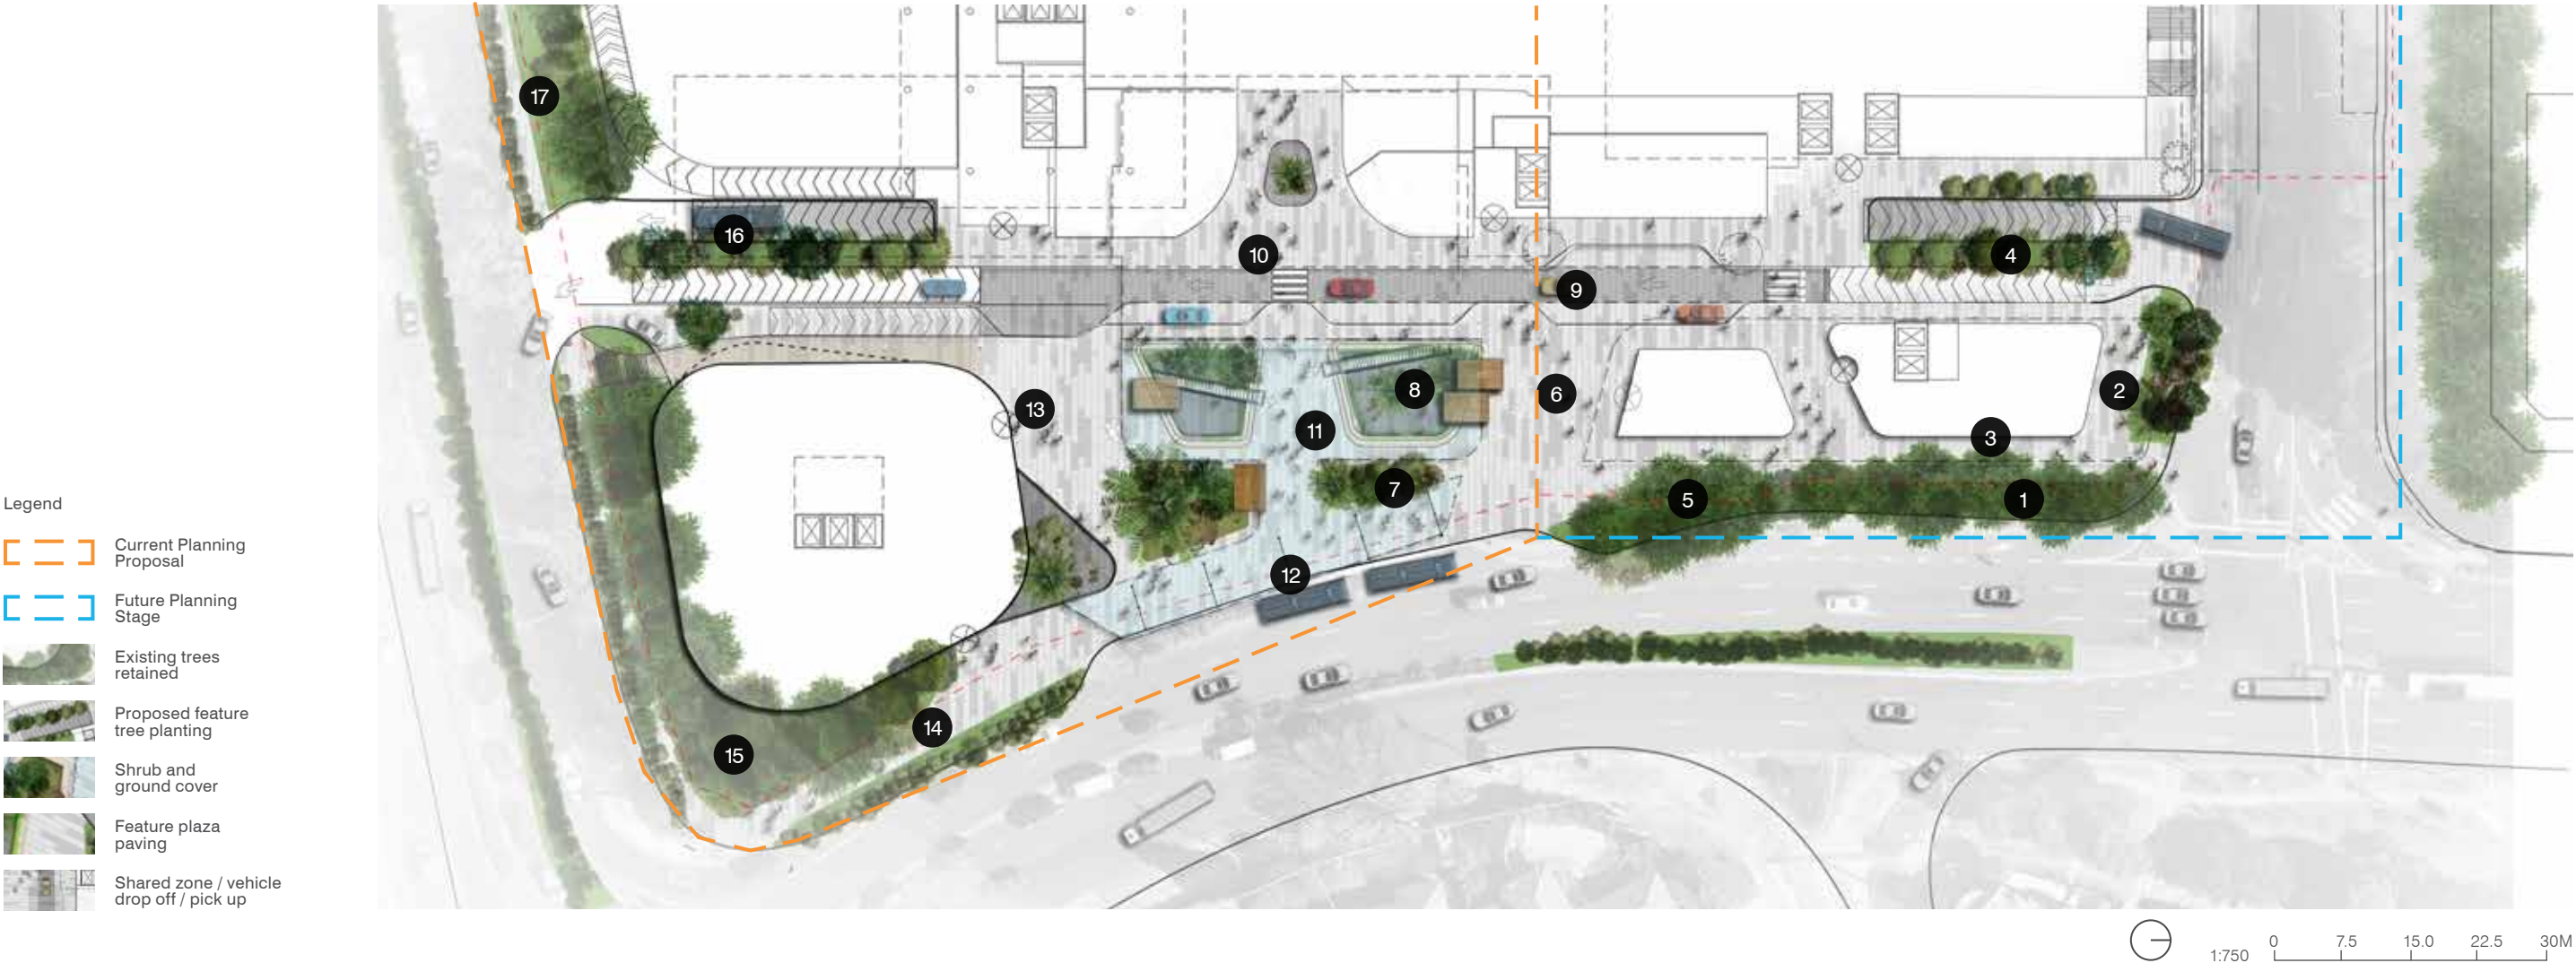 17
16
10
4
9
13
8
6
2
11
3
7
5
1
12
14
15
Legend
Current Planning
Proposal
Future Planning
Stage
Existing trees
retained
Proposed feature
tree planting
Shrub and
ground cover
Feature plaza
paving
Shared zone / vehicle
drop off / pick up
1:750
0 7.5 15.0 22.5 30M